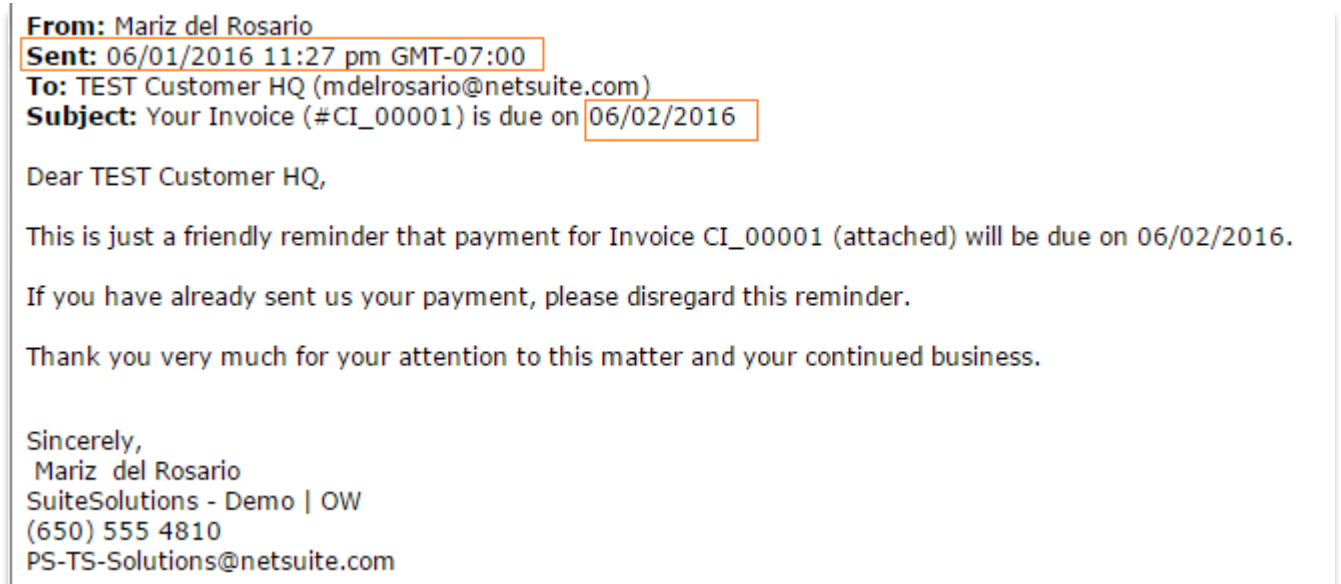 From: Mariz del Rosario
Sent: 06/01/2016 11:27 pm GMT-07:00
To: TEST Customer HQ (mdelrosario@netsuite.com)
Subject: Your Invoice (#CI_00001) is due on 06/02/2016
Dear TEST Customer HQ,
This is just a friendly reminder that payment for Invoice CI_00001 (attached) will be due on 06/02/2016.
If you have already sent us your payment, please disregard this reminder.
Thank you very much for your attention to this matter and your continued business.
Sincerely,
Mariz del Rosario
SuiteSolutions - Demo | OW
(650) 555 4810
PS-TS-Solutions@netsuite.com